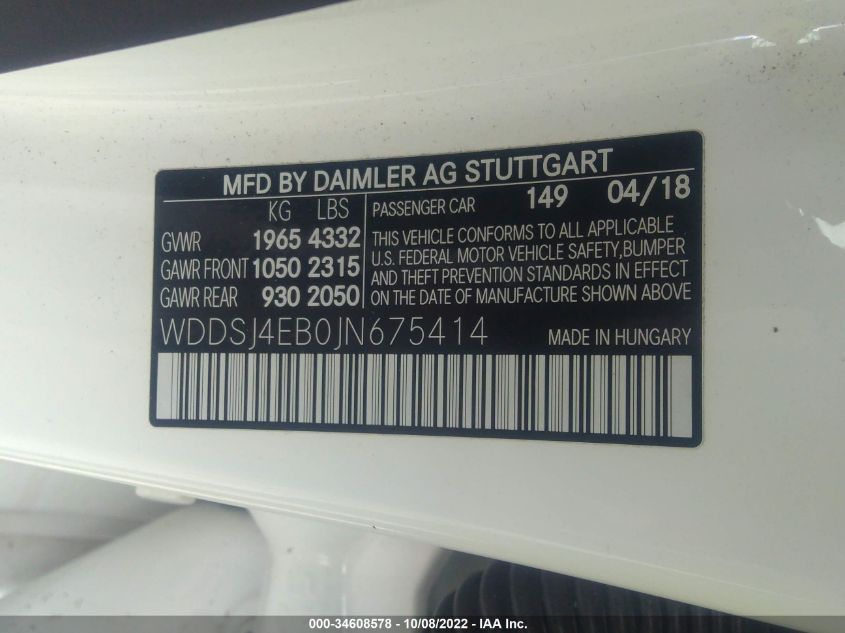 MFD BY DAIMLER AG STUTTGART
KG LBS
GVWR 1965 4332
GAWR FRONT 1050 2315
GAWR REAR 930 2050
PASSENGER CAR 149 04/18
THIS VEHICLE CONFORMS TO ALL APPLICABLE
U.S. FEDERAL MOTOR VEHICLE SAFETY, BUMPER
AND THEFT PREVENTION STANDARDS IN EFFECT
ON THE DATE OF MANUFACTURE SHOWN ABOVE
WDDSJ4EB0JN675414 MADE IN HUNGARY
000-34608578 - 10/08/2022 - IAA Inc.